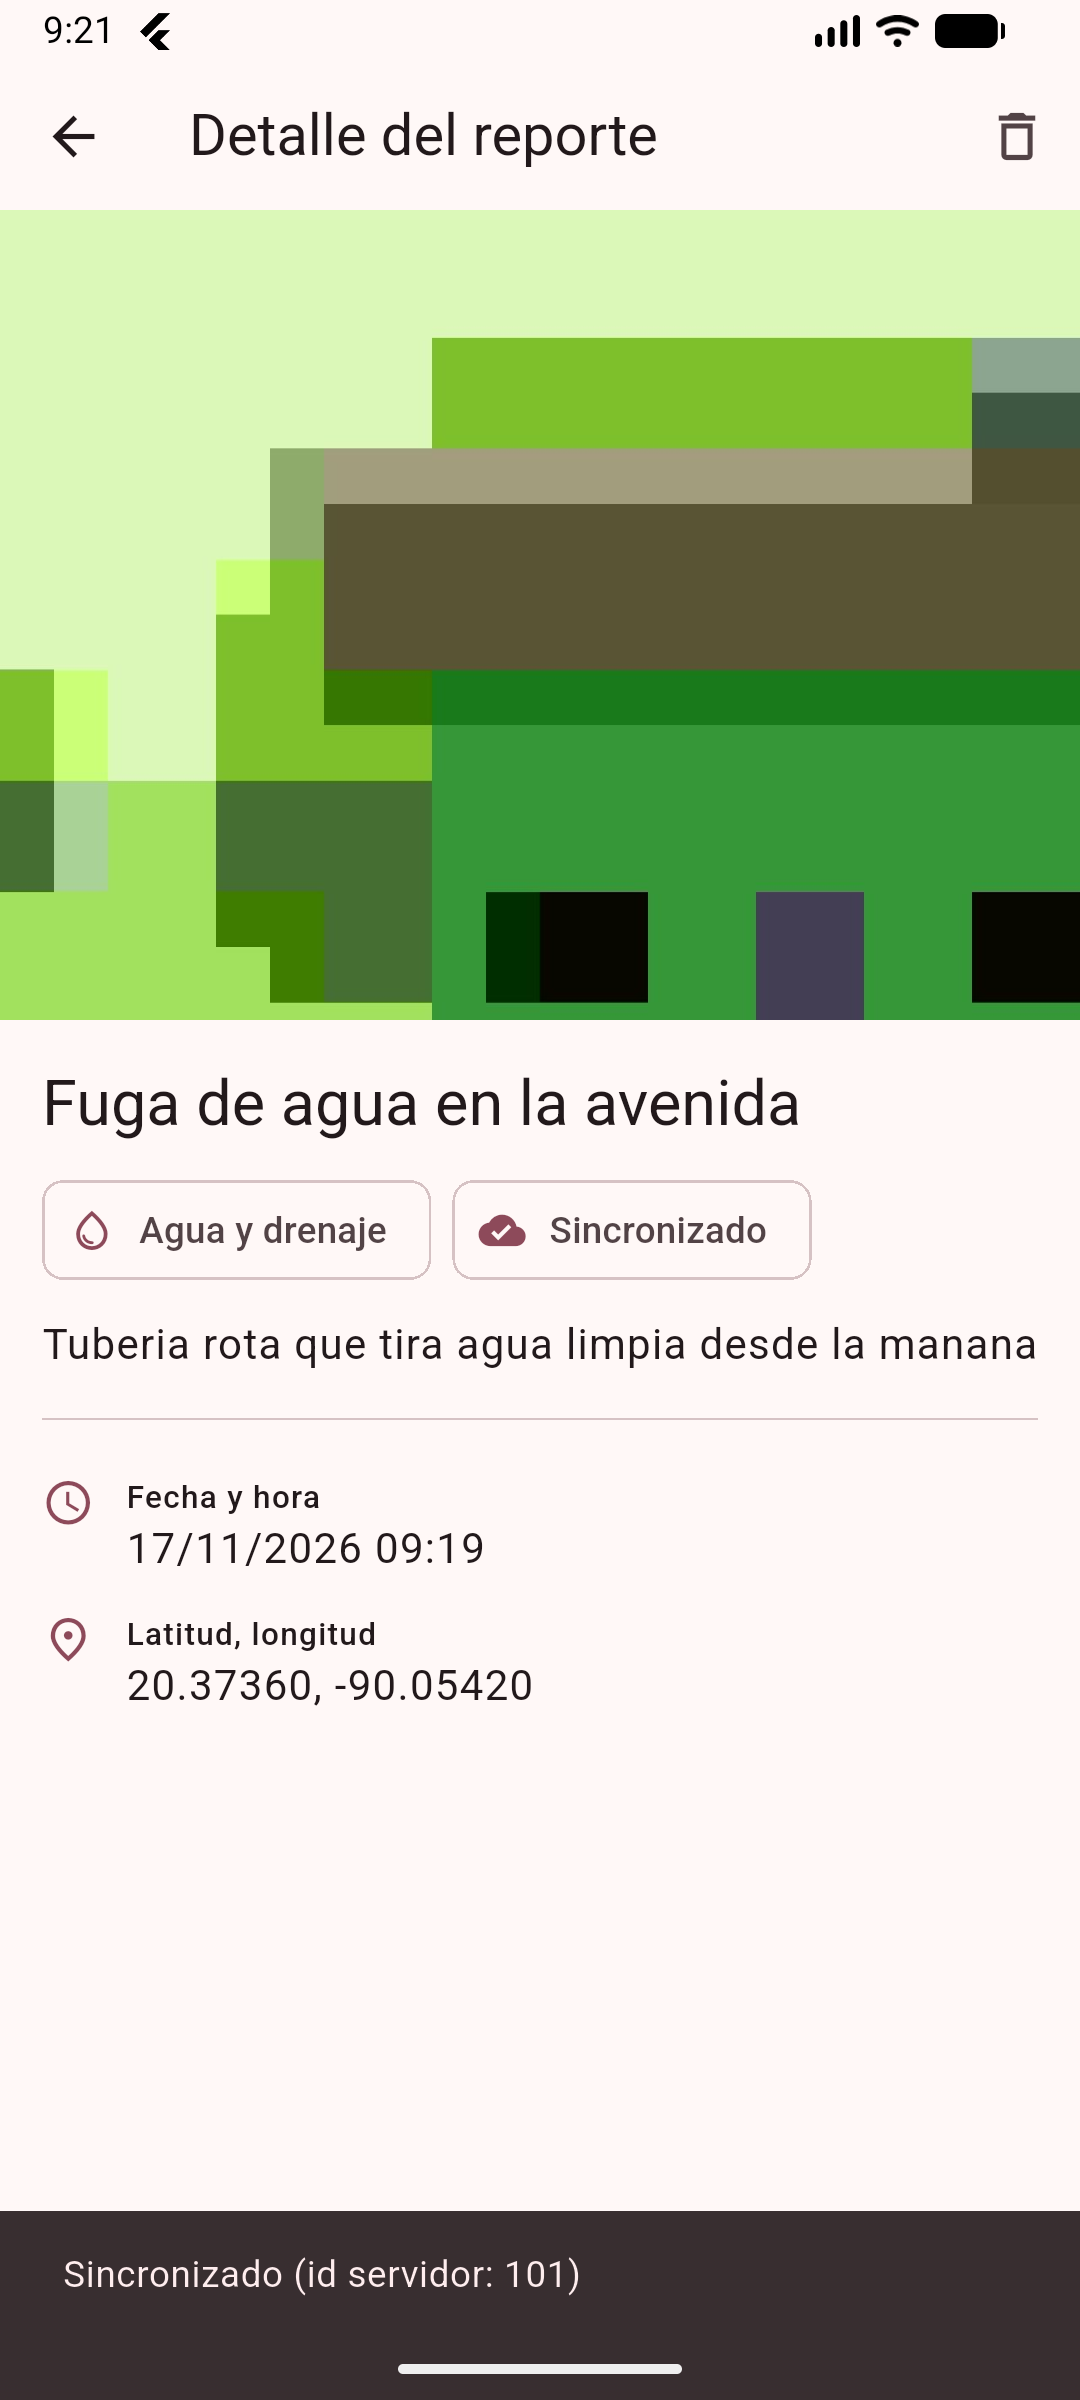 9:21
Detalle del reporte
Fuga de agua en la avenida
Agua y drenaje
Sincronizado
Tuberia rota que tira agua limpia desde la manana
Fecha y hora
17/11/2026 09:19
Latitud, longitud
20.37360, -90.05420
Sincronizado (id servidor: 101)